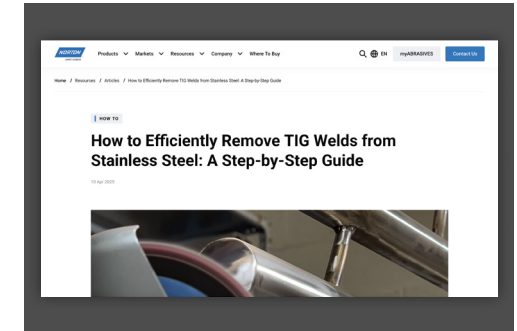 NORTON
Products Markets Resources Company Where To Buy EN myABRASIVES Contact Us
Home / Resources / Articles / How to Efficiently Remove TIG Welds from Stainless Steel: A Step-by-Step Guide
HOW TO
How to Efficiently Remove TIG Welds from
Stainless Steel: A Step-by-Step Guide
10 Apr 2025